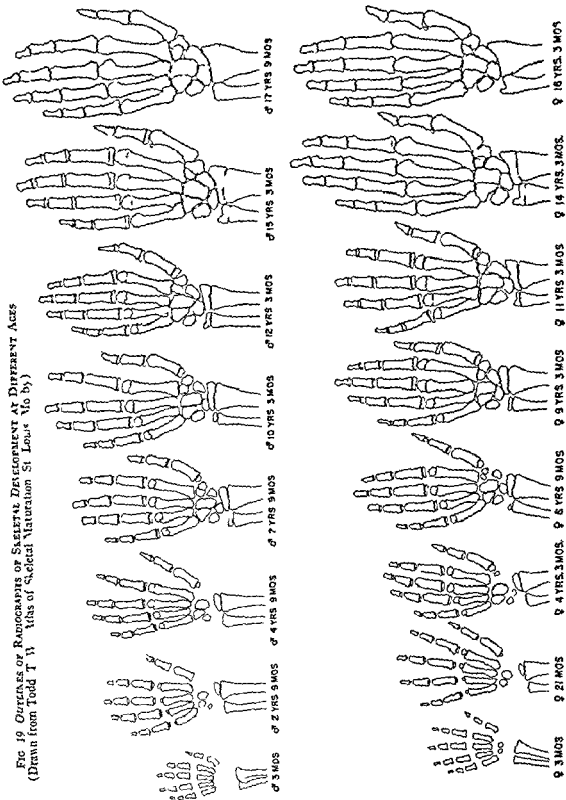 FIG 19 OUTLINES OF RADIOGRAPHS OF SKELETAL DEVELOPMENT AT DIFFERENT AGES
(Drawn from Todd T W Atlas of Skeletal Maturation St Louis Mo by)
♂ 3 MOS
♂ 2 YRS 9 MOS
♂ 4 YRS 9 MOS
♂ 7 YRS 3 MOS
♂ 10 YRS 3 MOS
♂ 12 YRS 3 MOS
♂ 15 YRS 3 MOS
♂ 17 YRS 9 MOS
♀ 3 MOS
♀ 21 MOS
♀ 4 YRS. 3 MOS.
♀ 6 YRS 9 MOS
♀ 9 YRS 3 MOS
♀ 11 YRS 3 MOS
♀ 14 YRS. 3 MOS.
♀ 16 YRS. 3 MOS